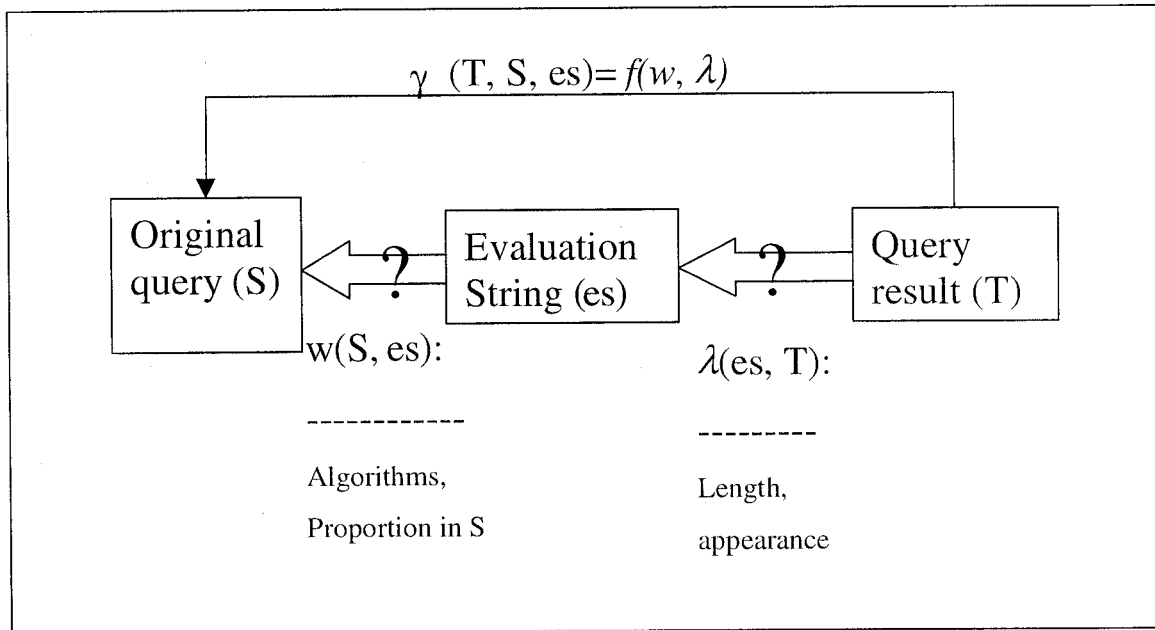 γ (T, S, es)= f(w, λ)
Original
query (S)
?
Evaluation
String (es)
?
Query
result (T)
w(S, es):
------------
Algorithms,
Proportion in S
λ(es, T):
---------
Length,
appearance